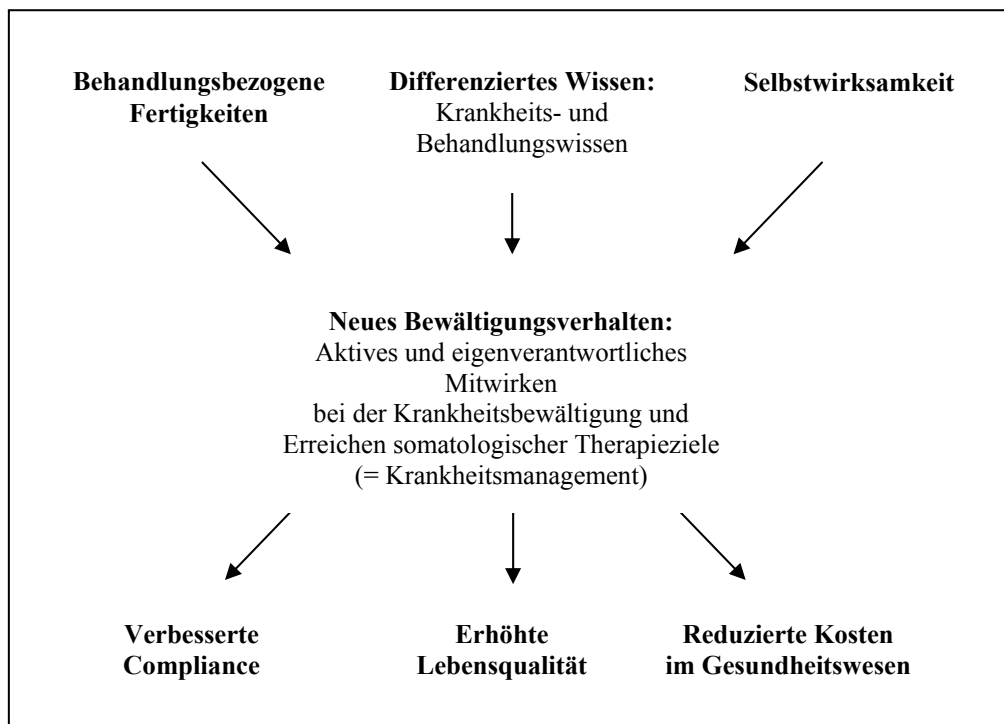 Behandlungsbezogene
Fertigkeiten
Differenziertes Wissen:
Krankheits- und
Behandlungswissen
Selbstwirksamkeit
Neues Bewältigungsverhalten:
Aktives und eigenverantwortliches
Mitwirken
bei der Krankheitsbewältigung und
Erreichen somatologischer Therapieziele
(= Krankheitsmanagement)
Verbesserte
Compliance
Erhöhte
Lebensqualität
Reduzierte Kosten
im Gesundheitswesen